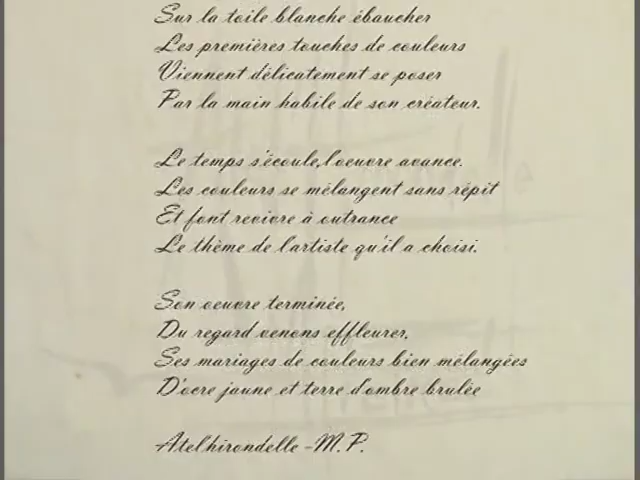 Sur la toile blanche ébaucher
Les premières touches de couleurs
Viennent délicatement se poser
Par la main habile de son créateur.
Le temps s'écoule,l'oeuvre avance.
Les couleurs se mélangent sans répit
Et font revivre à outrance
Le thème de l'artiste qu'il a choisi.
Son oeuvre terminée,
Du regard venons effleurer,
Ses mariages de couleurs bien mélangées
D'ocre jaune et terre d'ombre brulée
Atelhirondelle -M. P.